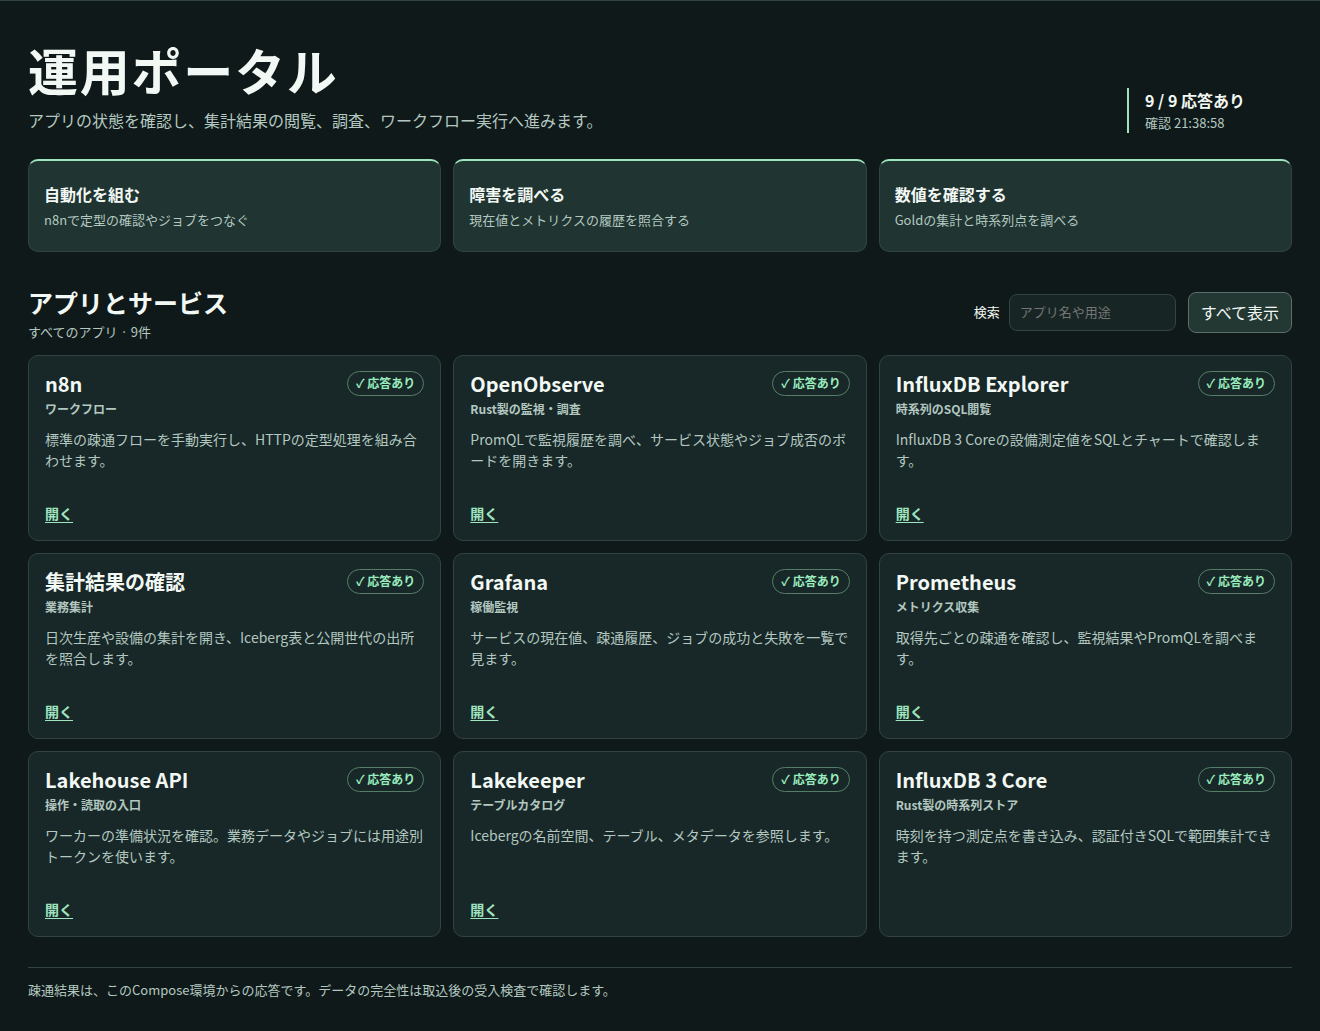 運用ポータル
アプリの状態を確認し、集計結果の閲覧、調査、ワークフロー実行へ進みます。
9 / 9 応答あり
確認 21:38:58
自動化を組む
n8nで定型の確認やジョブをつなぐ
障害を調べる
現在値とメトリクスの履歴を照合する
数値を確認する
Goldの集計と時系列点を調べる
アプリとサービス
すべてのアプリ · 9件
検索
アプリ名や用途
すべて表示
n8n
✓ 応答あり
ワークフロー
標準の疎通フローを手動実行し、HTTPの定型処理を組み合
わせます。
開く
OpenObserve
✓ 応答あり
Rust製の監視・調査
PromQLで監視履歴を調べ、サービス状態やジョブ成否のボ
ードを開きます。
開く
InfluxDB Explorer
✓ 応答あり
時系列のSQL閲覧
InfluxDB 3 Coreの設備測定値をSQLとチャートで確認しま
す。
開く
集計結果の確認
✓ 応答あり
業務集計
日次生産や設備の集計を開き、Iceberg表と公開世代の出所
を照合します。
開く
Grafana
✓ 応答あり
稼働監視
サービスの現在値、疎通履歴、ジョブの成功と失敗を一覧で
見ます。
開く
Prometheus
✓ 応答あり
メトリクス収集
取得先ごとの疎通を確認し、監視結果やPromQLを調べま
す。
開く
Lakehouse API
✓ 応答あり
操作・読取の入口
ワーカーの準備状況を確認。業務データやジョブには用途別
トークンを使います。
開く
Lakekeeper
✓ 応答あり
テーブルカタログ
Icebergの名前空間、テーブル、メタデータを参照します。
開く
InfluxDB 3 Core
✓ 応答あり
Rust製の時系列ストア
時刻を持つ測定点を書き込み、認証付きSQLで範囲集計でき
ます。
疎通結果は、このCompose環境からの応答です。データの完全性は取込後の受入検査で確認します。